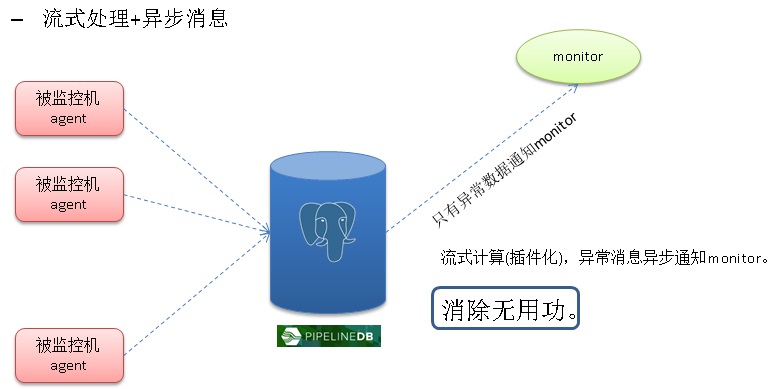 – 流式处理+异步消息
monitor
被监控机
agent
被监控机
agent
只有异常数据通知monitor
流式计算(插件化)，异常消息异步通知monitor。
消除无用功。
PIPELINEDB
被监控机
agent